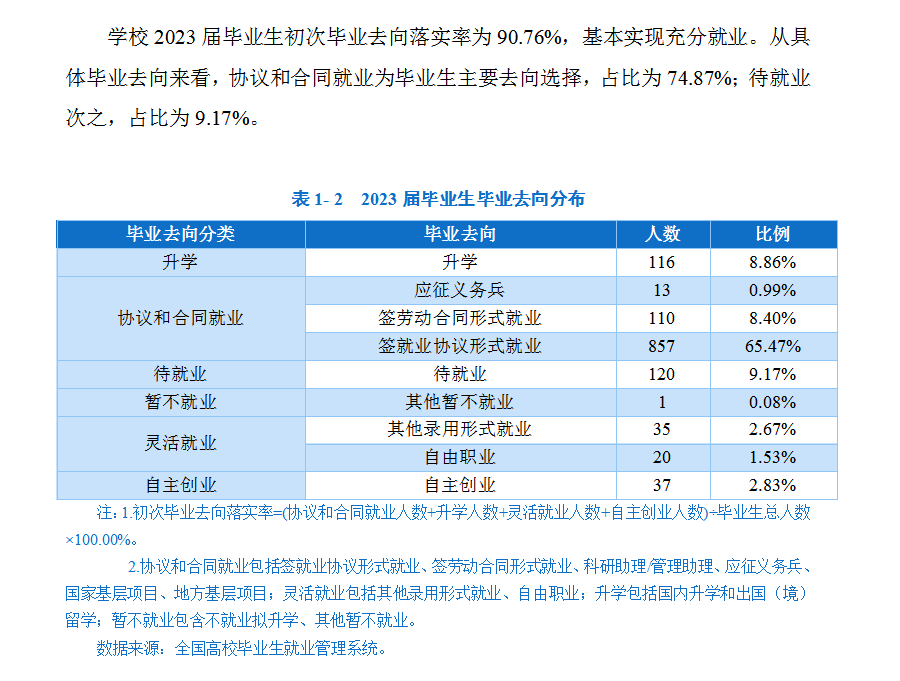 学校 2023 届毕业生初次毕业去向落实率为 90.76%，基本实现充分就业。从具
体毕业去向来看，协议和合同就业为毕业生主要去向选择，占比为 74.87%；待就业
次之，占比为 9.17%。
表 1- 2 2023 届毕业生毕业去向分布
毕业去向分类 毕业去向 人数 比例
升学 升学 116 8.86%
协议和合同就业 应征义务兵 13 0.99%
签劳动合同形式就业 110 8.40%
签就业协议形式就业 857 65.47%
待就业 待就业 120 9.17%
暂不就业 其他暂不就业 1 0.08%
灵活就业 其他录用形式就业 35 2.67%
自由职业 20 1.53%
自主创业 自主创业 37 2.83%
注：1.初次毕业去向落实率=(协议和合同就业人数+升学人数+灵活就业人数+自主创业人数)÷毕业生总人数
×100.00%。
2.协议和合同就业包括签就业协议形式就业、签劳动合同形式就业、科研助理/管理助理、应征义务兵、
国家基层项目、地方基层项目；灵活就业包括其他录用形式就业、自由职业；升学包括国内升学和出国（境）
留学；暂不就业包含不就业拟升学、其他暂不就业。
数据来源：全国高校毕业生就业管理系统。